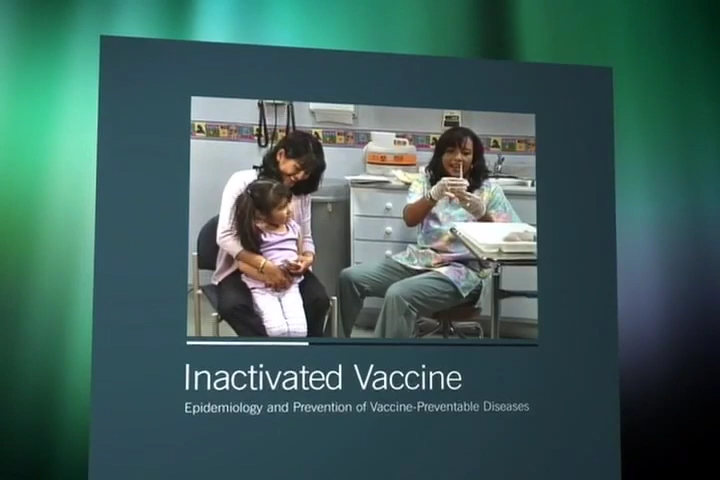 Inactivated Vaccine
Epidemiology and Prevention of Vaccine-Preventable Diseases